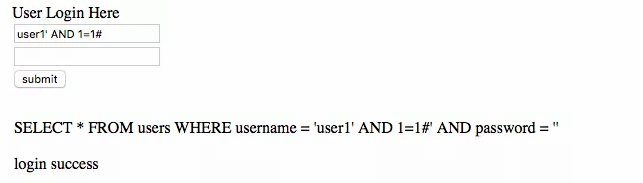 User Login Here
user1' AND 1=1#
submit
SELECT * FROM users WHERE username = 'user1' AND 1=1#' AND password = ''
login success